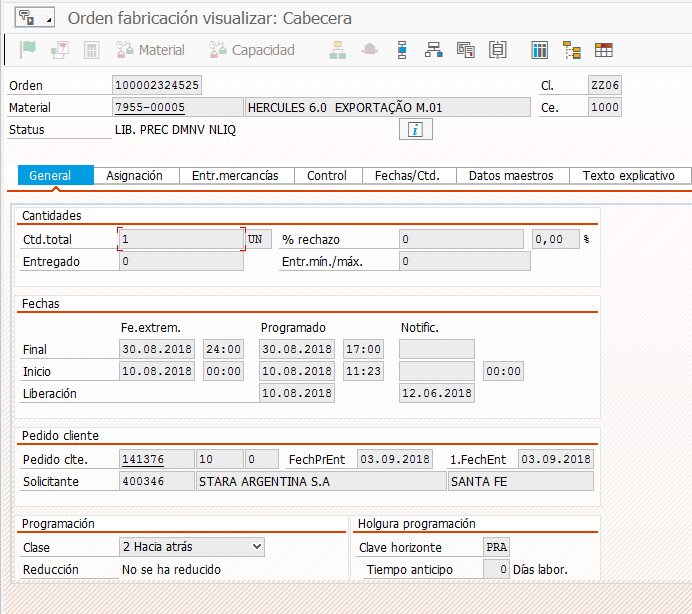 Orden fabricación visualizar: Cabecera
Material Capacidad
Orden 100002324525 Cl. ZZ06
Material 7955-00005 HERCULES 6.0 EXPORTAÇÃO M.01 Ce. 1000
Status LIB. PREC DMNV NLIQ
General Asignación Entr.mercancías Control Fechas/Ctd. Datos maestros Texto explicativo
Cantidades
Ctd.total 1 UN % rechazo 0 0,00 %
Entregado 0 Entr.mín./máx. 0
Fechas
Fe.extrem. Programado Notific.
Final 30.08.2018 24:00 30.08.2018 17:00
Inicio 10.08.2018 00:00 10.08.2018 11:23 00:00
Liberación 10.08.2018 12.06.2018
Pedido cliente
Pedido clte. 141376 10 0 FechPrEnt 03.09.2018 1.FechEnt 03.09.2018
Solicitante 400346 STARA ARGENTINA S.A SANTA FE
Programación Holgura programación
Clase 2 Hacia atrás Clave horizonte PRA
Reducción No se ha reducido Tiempo anticipo 0 Días labor.